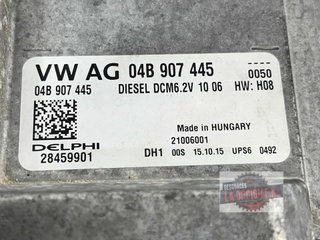 VW AG 04B 907 445 0050
04B 907 445 DIESEL DCM6.2V 10 06 HW: H08
Made in HUNGARY
21006001
DELPHI
28459901
DH1 00S 15.10.15 UPS6 0492